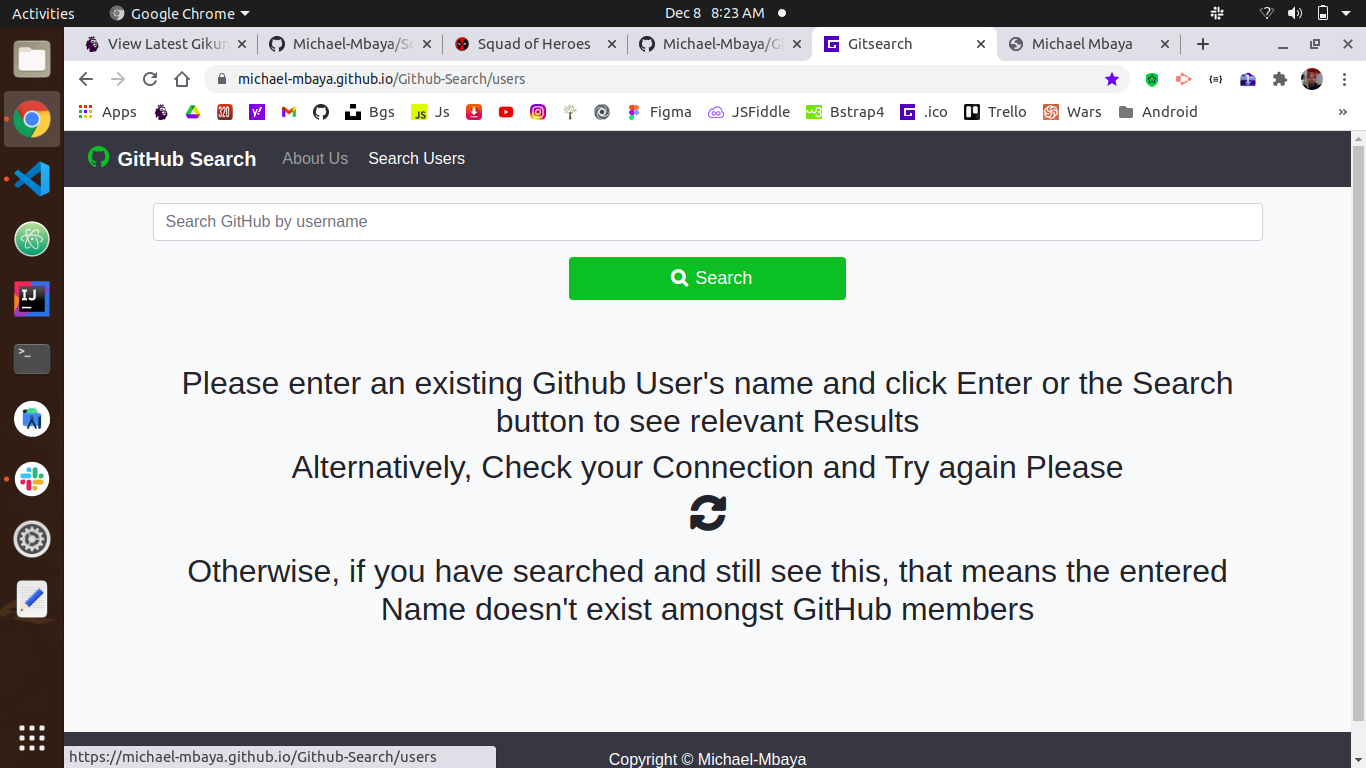 Activities
Google Chrome
Dec 8 8:23 AM
View Latest Gikun
Michael-Mbaya/Sc
Squad of Heroes
Michael-Mbaya/Gi
Gitsearch
Michael Mbaya
michael-mbaya.github.io/Github-Search/users
Apps
320
Bgs
JS
Js
Figma
JSFiddle
Bstrap4
.ico
Trello
Wars
Android
»
GitHub Search
About Us
Search Users
Search GitHub by username
Search
Please enter an existing Github User's name and click Enter or the Search
button to see relevant Results
Alternatively, Check your Connection and Try again Please
Otherwise, if you have searched and still see this, that means the entered
Name doesn't exist amongst GitHub members
Copyright © Michael-Mbaya
https://michael-mbaya.github.io/Github-Search/users
IJ
>_